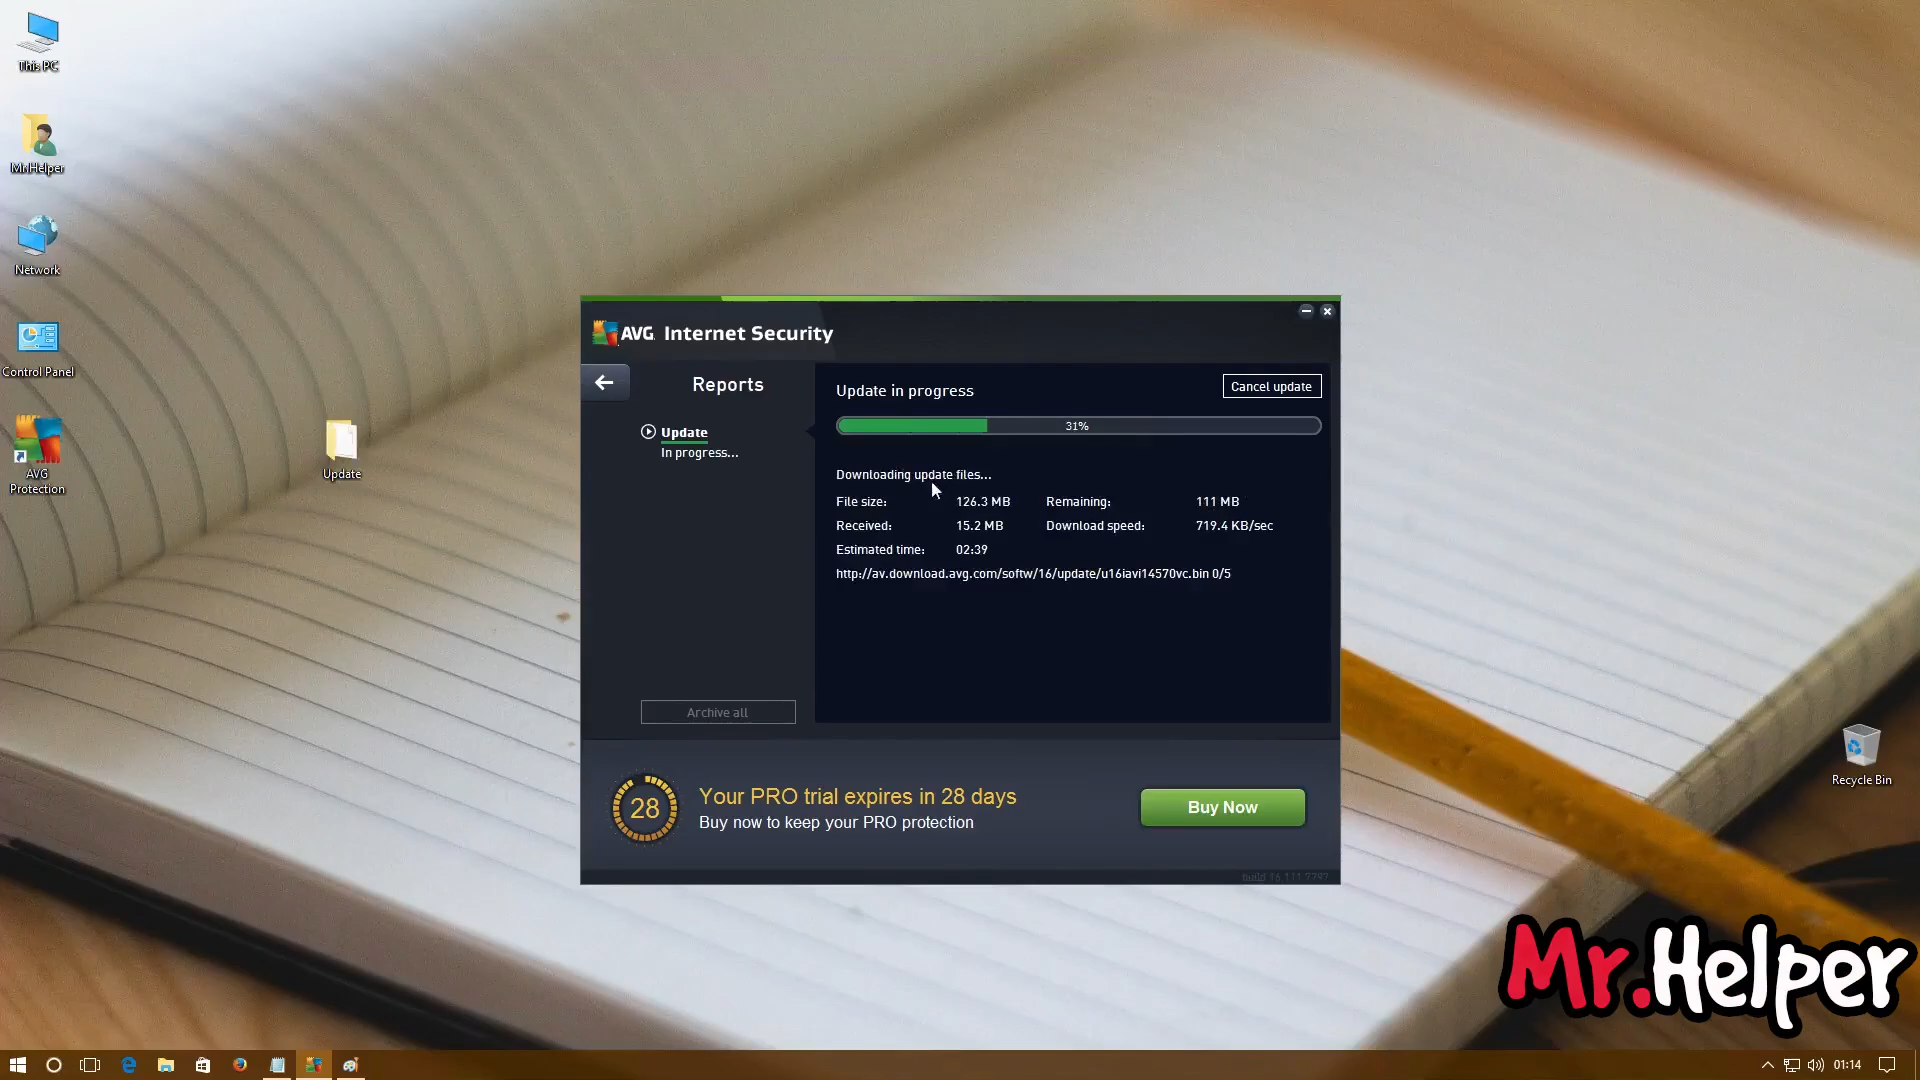 This PC
MrHelper
Network
Control Panel
AVG
Protection
Update
AVG. Internet Security
Reports
Update
In progress...
Archive all
Update in progress
Cancel update
31%
Downloading update files...
File size: 126.3 MB Remaining: 111 MB
Received: 15.2 MB Download speed: 719.4 KB/sec
Estimated time: 02:39
http://av.download.avg.com/softw/16/update/u16iavi14570vc.bin 0/5
28
Your PRO trial expires in 28 days
Buy now to keep your PRO protection
Buy Now
build 16.111.7797
Recycle Bin
Mr.Helper
01:14